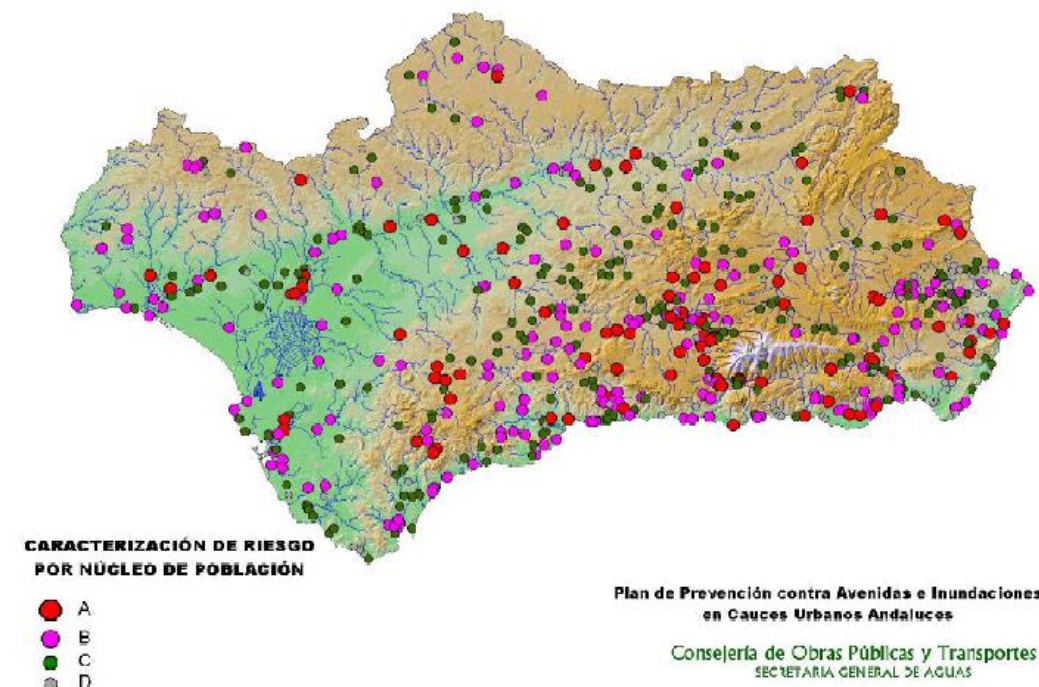 CARACTERIZACIÓN DE RIESGO
POR NÚCLEO DE POBLACIÓN
A
B
C
D
Plan de Prevención contra Avenidas e Inundaciones
en Cauces Urbanos Andaluces
Consejería de Obras Públicas y Transportes
SECRETARIA GENERAL DE AGUAS